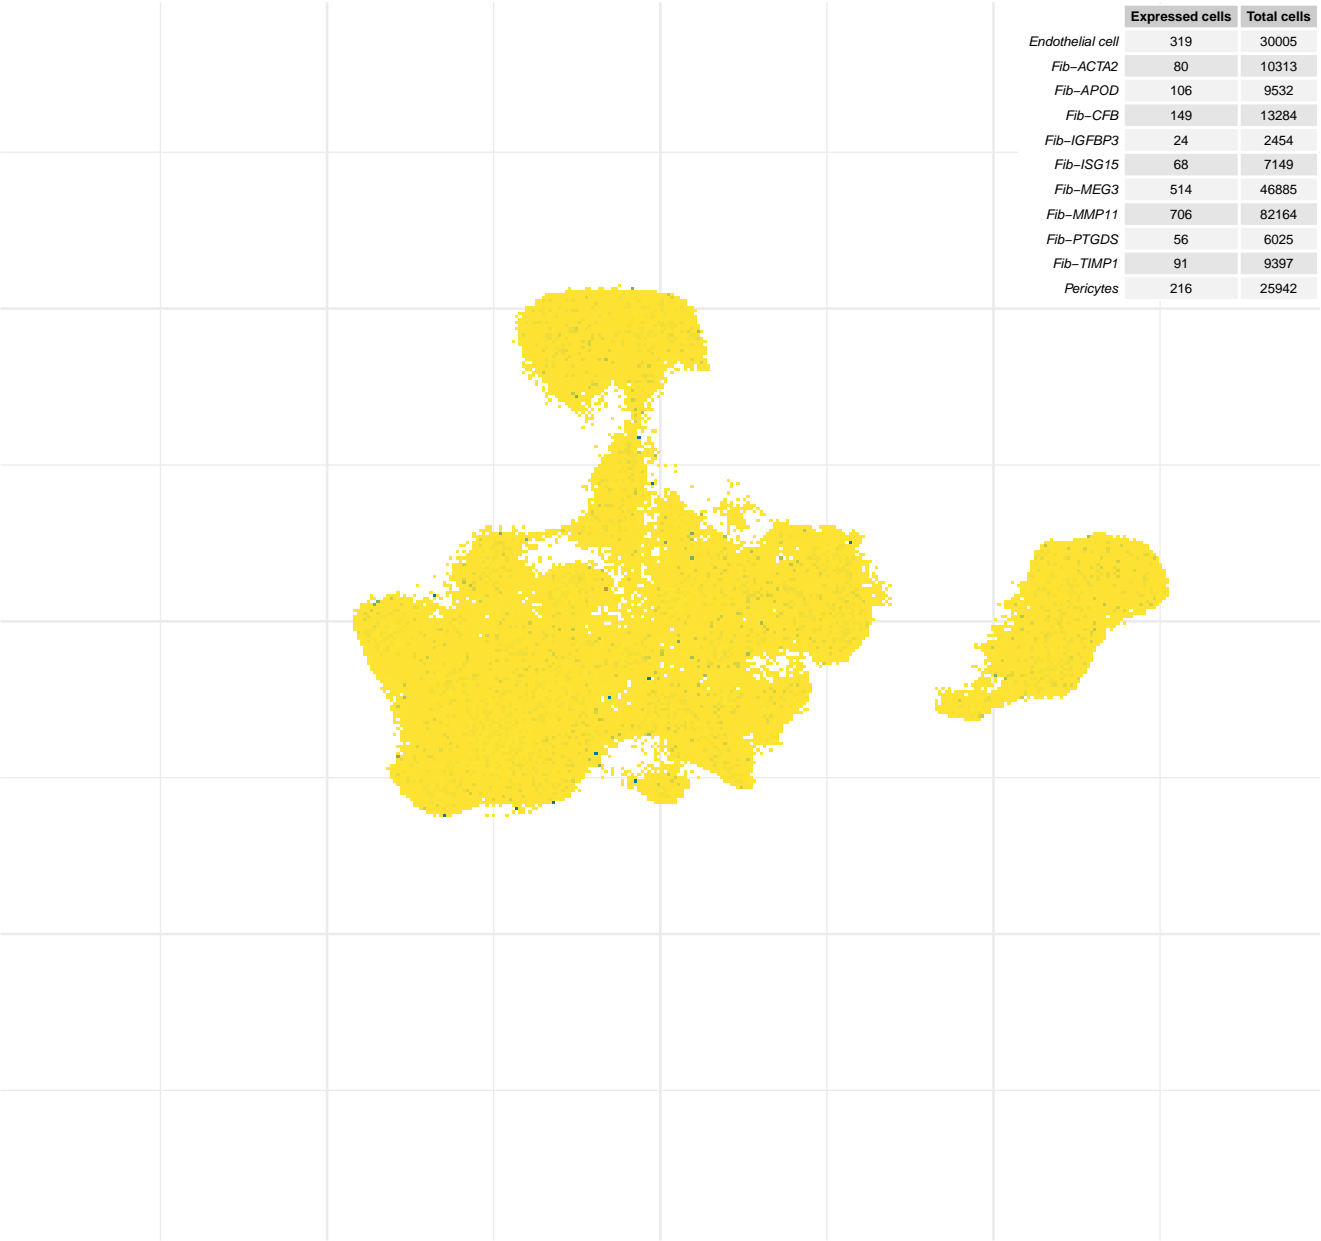 Expressed cells Total cells
Endothelial cell 319 30005
Fib−ACTA2 80 10313
Fib−APOD 106 9532
Fib−CFB 149 13284
Fib−IGFBP3 24 2454
Fib−ISG15 68 7149
Fib−MEG3 514 46885
Fib−MMP11 706 82164
Fib−PTGDS 56 6025
Fib−TIMP1 91 9397
Pericytes 216 25942